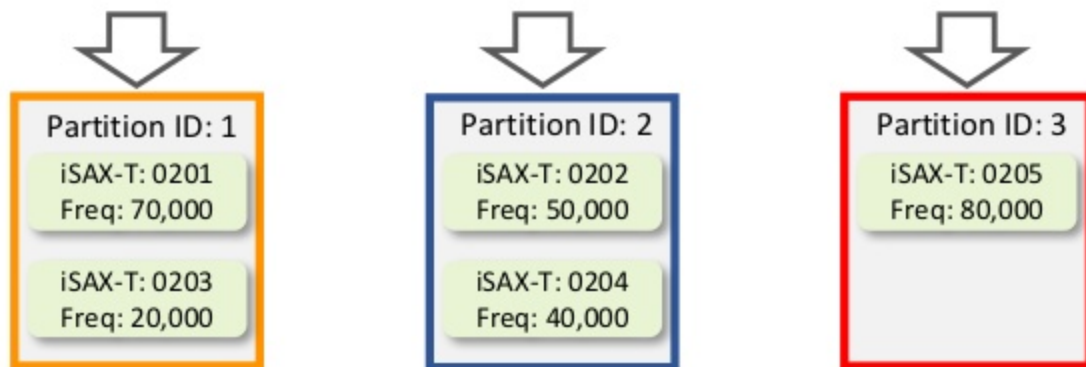 Partition ID: 1
iSAX-T: 0201
Freq: 70,000
iSAX-T: 0203
Freq: 20,000
Partition ID: 2
iSAX-T: 0202
Freq: 50,000
iSAX-T: 0204
Freq: 40,000
Partition ID: 3
iSAX-T: 0205
Freq: 80,000